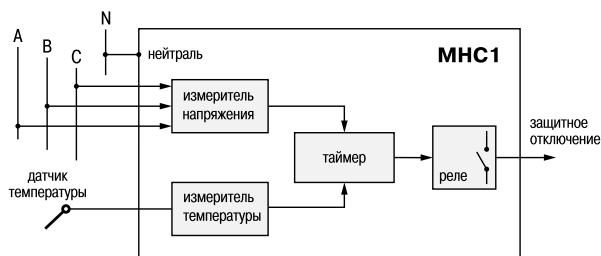 N
A
B
C
нейтраль
МНС1
измеритель
напряжения
защитное
отключение
таймер
реле
датчик
температуры
измеритель
температуры